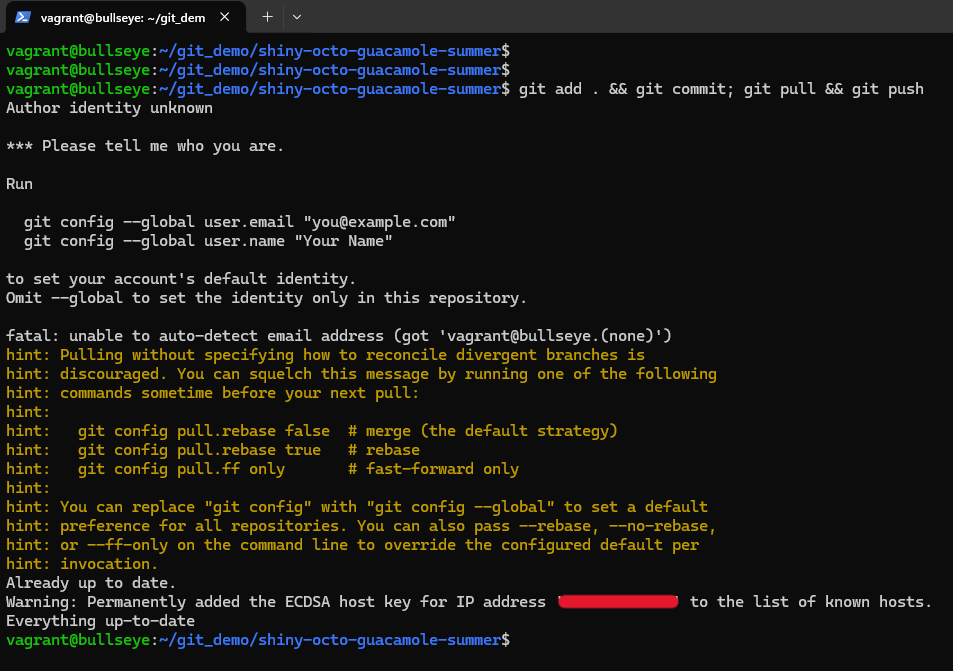 vagrant@bullseye: ~/git_dem
vagrant@bullseye:~/git_demo/shiny-octo-guacamole-summer$
vagrant@bullseye:~/git_demo/shiny-octo-guacamole-summer$
vagrant@bullseye:~/git_demo/shiny-octo-guacamole-summer$ git add . && git commit; git pull && git push
Author identity unknown

*** Please tell me who you are.

Run

  git config --global user.email "you@example.com"
  git config --global user.name "Your Name"

to set your account's default identity.
Omit --global to set the identity only in this repository.

fatal: unable to auto-detect email address (got 'vagrant@bullseye.(none)')
hint: Pulling without specifying how to reconcile divergent branches is
hint: discouraged. You can squelch this message by running one of the following
hint: commands sometime before your next pull:
hint:
hint:   git config pull.rebase false  # merge (the default strategy)
hint:   git config pull.rebase true   # rebase
hint:   git config pull.ff only       # fast-forward only
hint:
hint: You can replace "git config" with "git config --global" to set a default
hint: preference for all repositories. You can also pass --rebase, --no-rebase,
hint: or --ff-only on the command line to override the configured default per
hint: invocation.
Already up to date.
Warning: Permanently added the ECDSA host key for IP address '' to the list of known hosts.
Everything up-to-date
vagrant@bullseye:~/git_demo/shiny-octo-guacamole-summer$